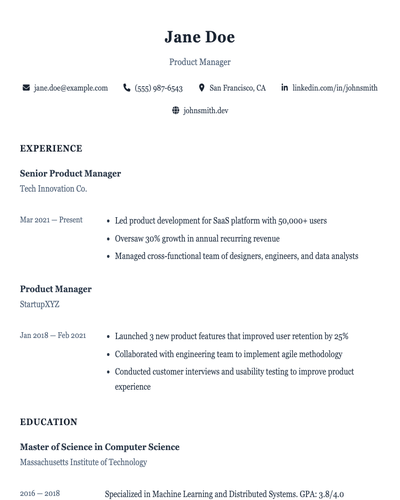 Jane Doe
Product Manager
jane.doe@example.com (555) 987-6543 San Francisco, CA linkedin.com/in/johnsmith
johnsmith.dev
EXPERIENCE
Senior Product Manager
Tech Innovation Co.
Mar 2021 — Present • Led product development for SaaS platform with 50,000+ users
• Oversaw 30% growth in annual recurring revenue
• Managed cross-functional team of designers, engineers, and data analysts
Product Manager
StartupXYZ
Jan 2018 — Feb 2021 • Launched 3 new product features that improved user retention by 25%
• Collaborated with engineering team to implement agile methodology
• Conducted customer interviews and usability testing to improve product
experience
EDUCATION
Master of Science in Computer Science
Massachusetts Institute of Technology
2016 — 2018 Specialized in Machine Learning and Distributed Systems. GPA: 3.8/4.0